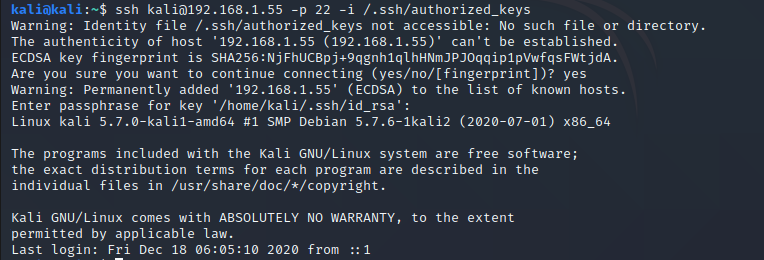 kali@kali:~$ ssh kali@192.168.1.55 -p 22 -i /.ssh/authorized_keys
Warning: Identity file /.ssh/authorized_keys not accessible: No such file or directory.
The authenticity of host '192.168.1.55 (192.168.1.55)' can't be established.
ECDSA key fingerprint is SHA256:NjFhUCBpj+9qgnh1qlhHNmJPJOqqip1pVwfqsFWtjdA.
Are you sure you want to continue connecting (yes/no/[fingerprint])? yes
Warning: Permanently added '192.168.1.55' (ECDSA) to the list of known hosts.
Enter passphrase for key '/home/kali/.ssh/id_rsa':
Linux kali 5.7.0-kali1-amd64 #1 SMP Debian 5.7.6-1kali2 (2020-07-01) x86_64

The programs included with the Kali GNU/Linux system are free software;
the exact distribution terms for each program are described in the
individual files in /usr/share/doc/*/copyright.

Kali GNU/Linux comes with ABSOLUTELY NO WARRANTY, to the extent
permitted by applicable law.
Last login: Fri Dec 18 06:05:10 2020 from ::1